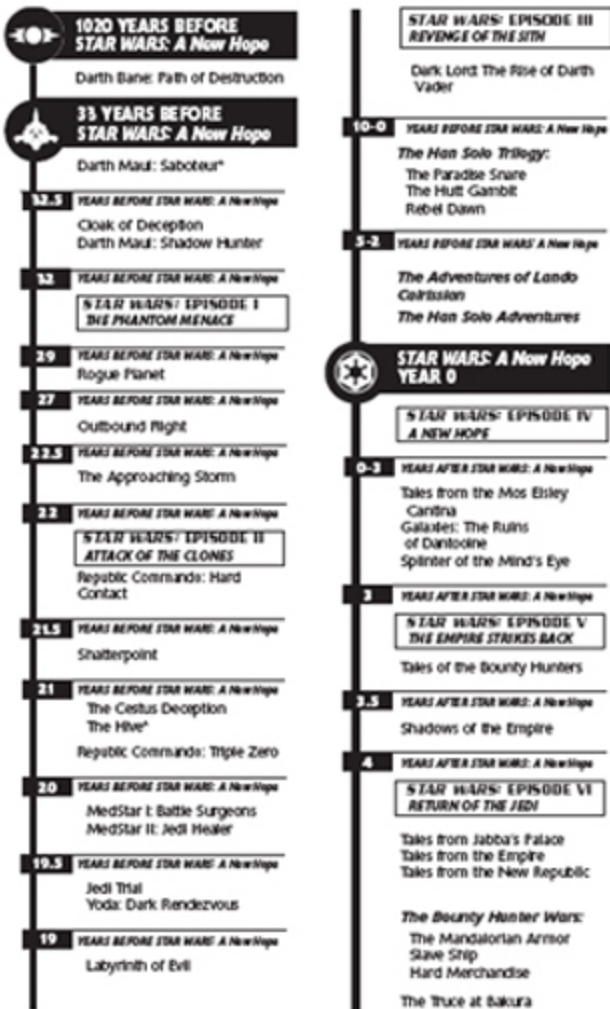 1020 YEARS BEFORE
STAR WARS: A New Hope
Darth Bane: Path of Destruction
33 YEARS BEFORE
STAR WARS: A New Hope
Darth Maul: Saboteur*
32.5 YEARS BEFORE STAR WARS: A New Hope
Cloak of Deception
Darth Maul: Shadow Hunter
32 YEARS BEFORE STAR WARS: A New Hope
STAR WARS: EPISODE I
THE PHANTOM MENACE
29 YEARS BEFORE STAR WARS: A New Hope
Rogue Planet
27 YEARS BEFORE STAR WARS: A New Hope
Outbound Flight
22.5 YEARS BEFORE STAR WARS: A New Hope
The Approaching Storm
22 YEARS BEFORE STAR WARS: A New Hope
STAR WARS: EPISODE II
ATTACK OF THE CLONES
Republic Commando: Hard
Contact
21.5 YEARS BEFORE STAR WARS: A New Hope
Shatterpoint
21 YEARS BEFORE STAR WARS: A New Hope
The Cestus Deception
The Hive*
Republic Commando: Triple Zero
20 YEARS BEFORE STAR WARS: A New Hope
MedStar I: Battle Surgeons
MedStar II: Jedi Healer
19.5 YEARS BEFORE STAR WARS: A New Hope
Jedi Trial
Yoda: Dark Rendezvous
19 YEARS BEFORE STAR WARS: A New Hope
Labyrinth of Evil
STAR WARS: EPISODE III
REVENGE OF THE SITH
Dark Lord: The Rise of Darth
Vader
10-0 YEARS BEFORE STAR WARS: A New Hope
The Han Solo Trilogy:
The Paradise Snare
The Hutt Gambit
Rebel Dawn
5-2 YEARS BEFORE STAR WARS: A New Hope
The Adventures of Lando
Calrissian
The Han Solo Adventures
STAR WARS: A New Hope
YEAR 0
STAR WARS: EPISODE IV
A NEW HOPE
0-3 YEARS AFTER STAR WARS: A New Hope
Tales from the Mos Eisley
Cantina
Galaxies: The Ruins
of Dantooine
Splinter of the Mind's Eye
3 YEARS AFTER STAR WARS: A New Hope
STAR WARS: EPISODE V
THE EMPIRE STRIKES BACK
Tales of the Bounty Hunters
3.5 YEARS AFTER STAR WARS: A New Hope
Shadows of the Empire
4 YEARS AFTER STAR WARS: A New Hope
STAR WARS: EPISODE VI
RETURN OF THE JEDI
Tales from Jabba's Palace
Tales from the Empire
Tales from the New Republic
The Bounty Hunter Wars:
The Mandalorian Armor
Slave Ship
Hard Merchandise
The Truce at Bakura